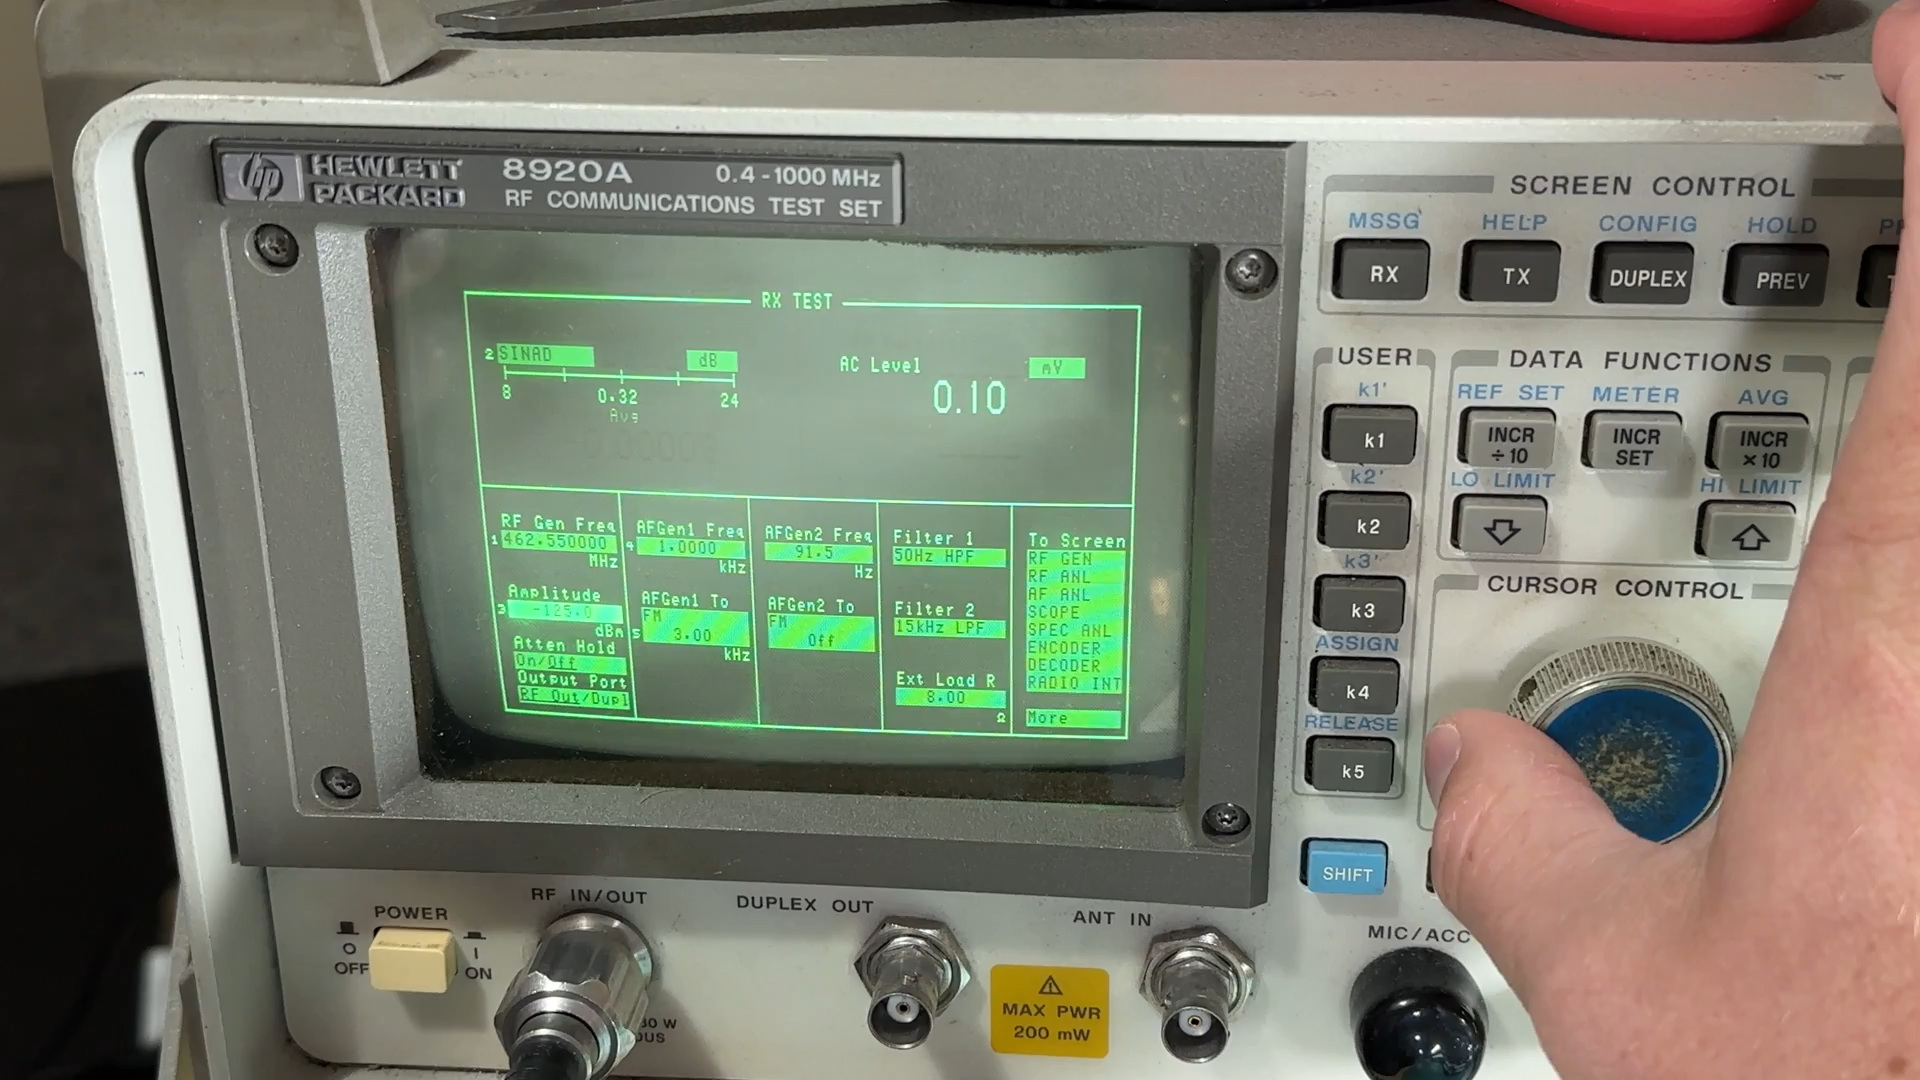 hp HEWLETT PACKARD
8920A 0.4 - 1000 MHz
RF COMMUNICATIONS TEST SET
RX TEST
2 SINAD dB
8 0.32 24
Avg
AC Level mV
0.10
RF Gen Freq
1 462.550000
MHz
Amplitude
3 -125.0
dBm
Atten Hold
On/Off
Output Port
RF Out/Dupl
AFGen1 Freq
4 1.0000
kHz
AFGen1 To
FM
5 3.00
kHz
AFGen2 Freq
91.5
Hz
AFGen2 To
FM
Off
Filter 1
50Hz HPF
Filter 2
15kHz LPF
Ext Load R
8.00
Ω
To Screen
RF GEN
RF ANL
AF ANL
SCOPE
SPEC ANL
ENCODER
DECODER
RADIO INT
More
SCREEN CONTROL
MSSG HELP CONFIG HOLD
RX TX DUPLEX PREV
USER
k1'
k1
k2'
k2
k3'
k3
ASSIGN
k4
RELEASE
k5
SHIFT
DATA FUNCTIONS
REF SET METER AVG
INCR ÷10 INCR SET INCR ×10
LO LIMIT HI LIMIT
CURSOR CONTROL
POWER
O OFF I ON
RF IN/OUT
DUPLEX OUT
ANT IN
MAX PWR
200 mW
MIC/ACC